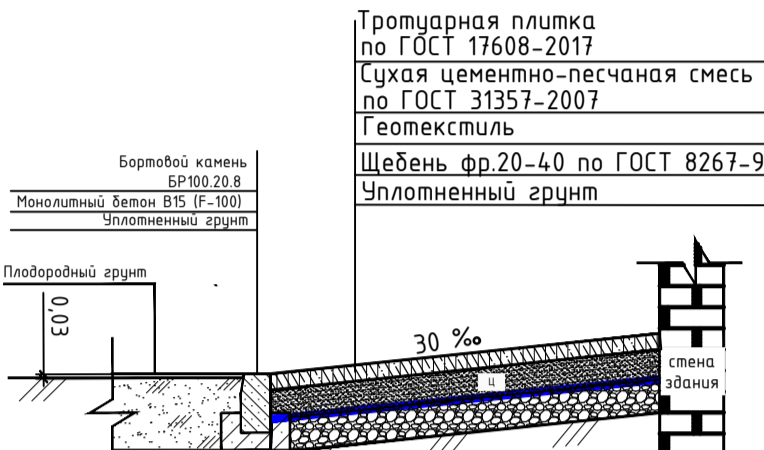 Тротуарная плитка
по ГОСТ 17608-2017
Сухая цементно-песчаная смесь
по ГОСТ 31357-2007
Геотекстиль
Щебень фр.20-40 по ГОСТ 8267-9
Уплотненный грунт
Бортовой камень
БР100.20.8
Монолитный бетон В15 (F-100)
Уплотненный грунт
Плодородный грунт
0,03
30 ‰
ц
стена
здания